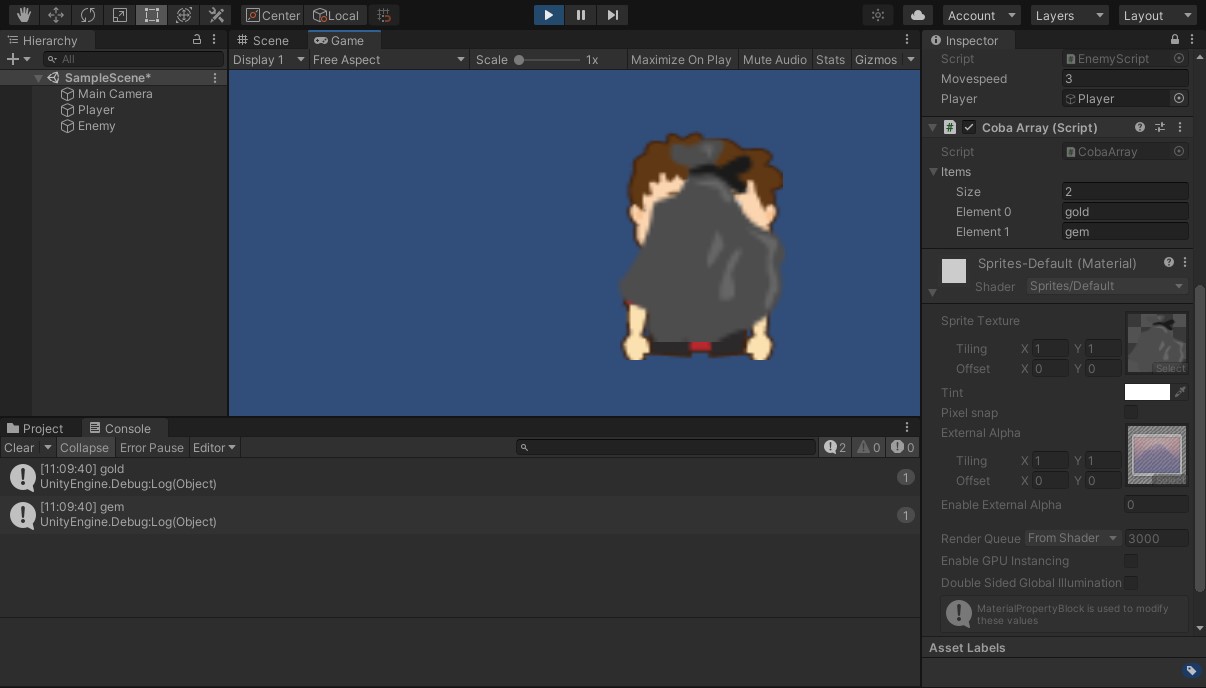 Center Local Account Layers Layout
Hierarchy
All
SampleScene*
Main Camera
Player
Enemy
Scene Game
Display 1 Free Aspect Scale 1x Maximize On Play Mute Audio Stats Gizmos
Inspector
Script EnemyScript
Movespeed 3
Player Player
# Coba Array (Script)
Script CobaArray
Items
Size 2
Element 0 gold
Element 1 gem
Sprites-Default (Material)
Shader Sprites/Default
Sprite Texture
Tiling X 1 Y 1
Offset X 0 Y 0
Select
Tint
Pixel snap
External Alpha
Tiling X 1 Y 1
Offset X 0 Y 0
Select
Enable External Alpha 0
Render Queue From Shader 3000
Enable GPU Instancing
Double Sided Global Illumination
MaterialPropertyBlock is used to modify
these values
Asset Labels
Project Console
Clear Collapse Error Pause Editor 2 0 0
[11:09:40] gold
UnityEngine.Debug:Log(Object)
1
[11:09:40] gem
UnityEngine.Debug:Log(Object)
1